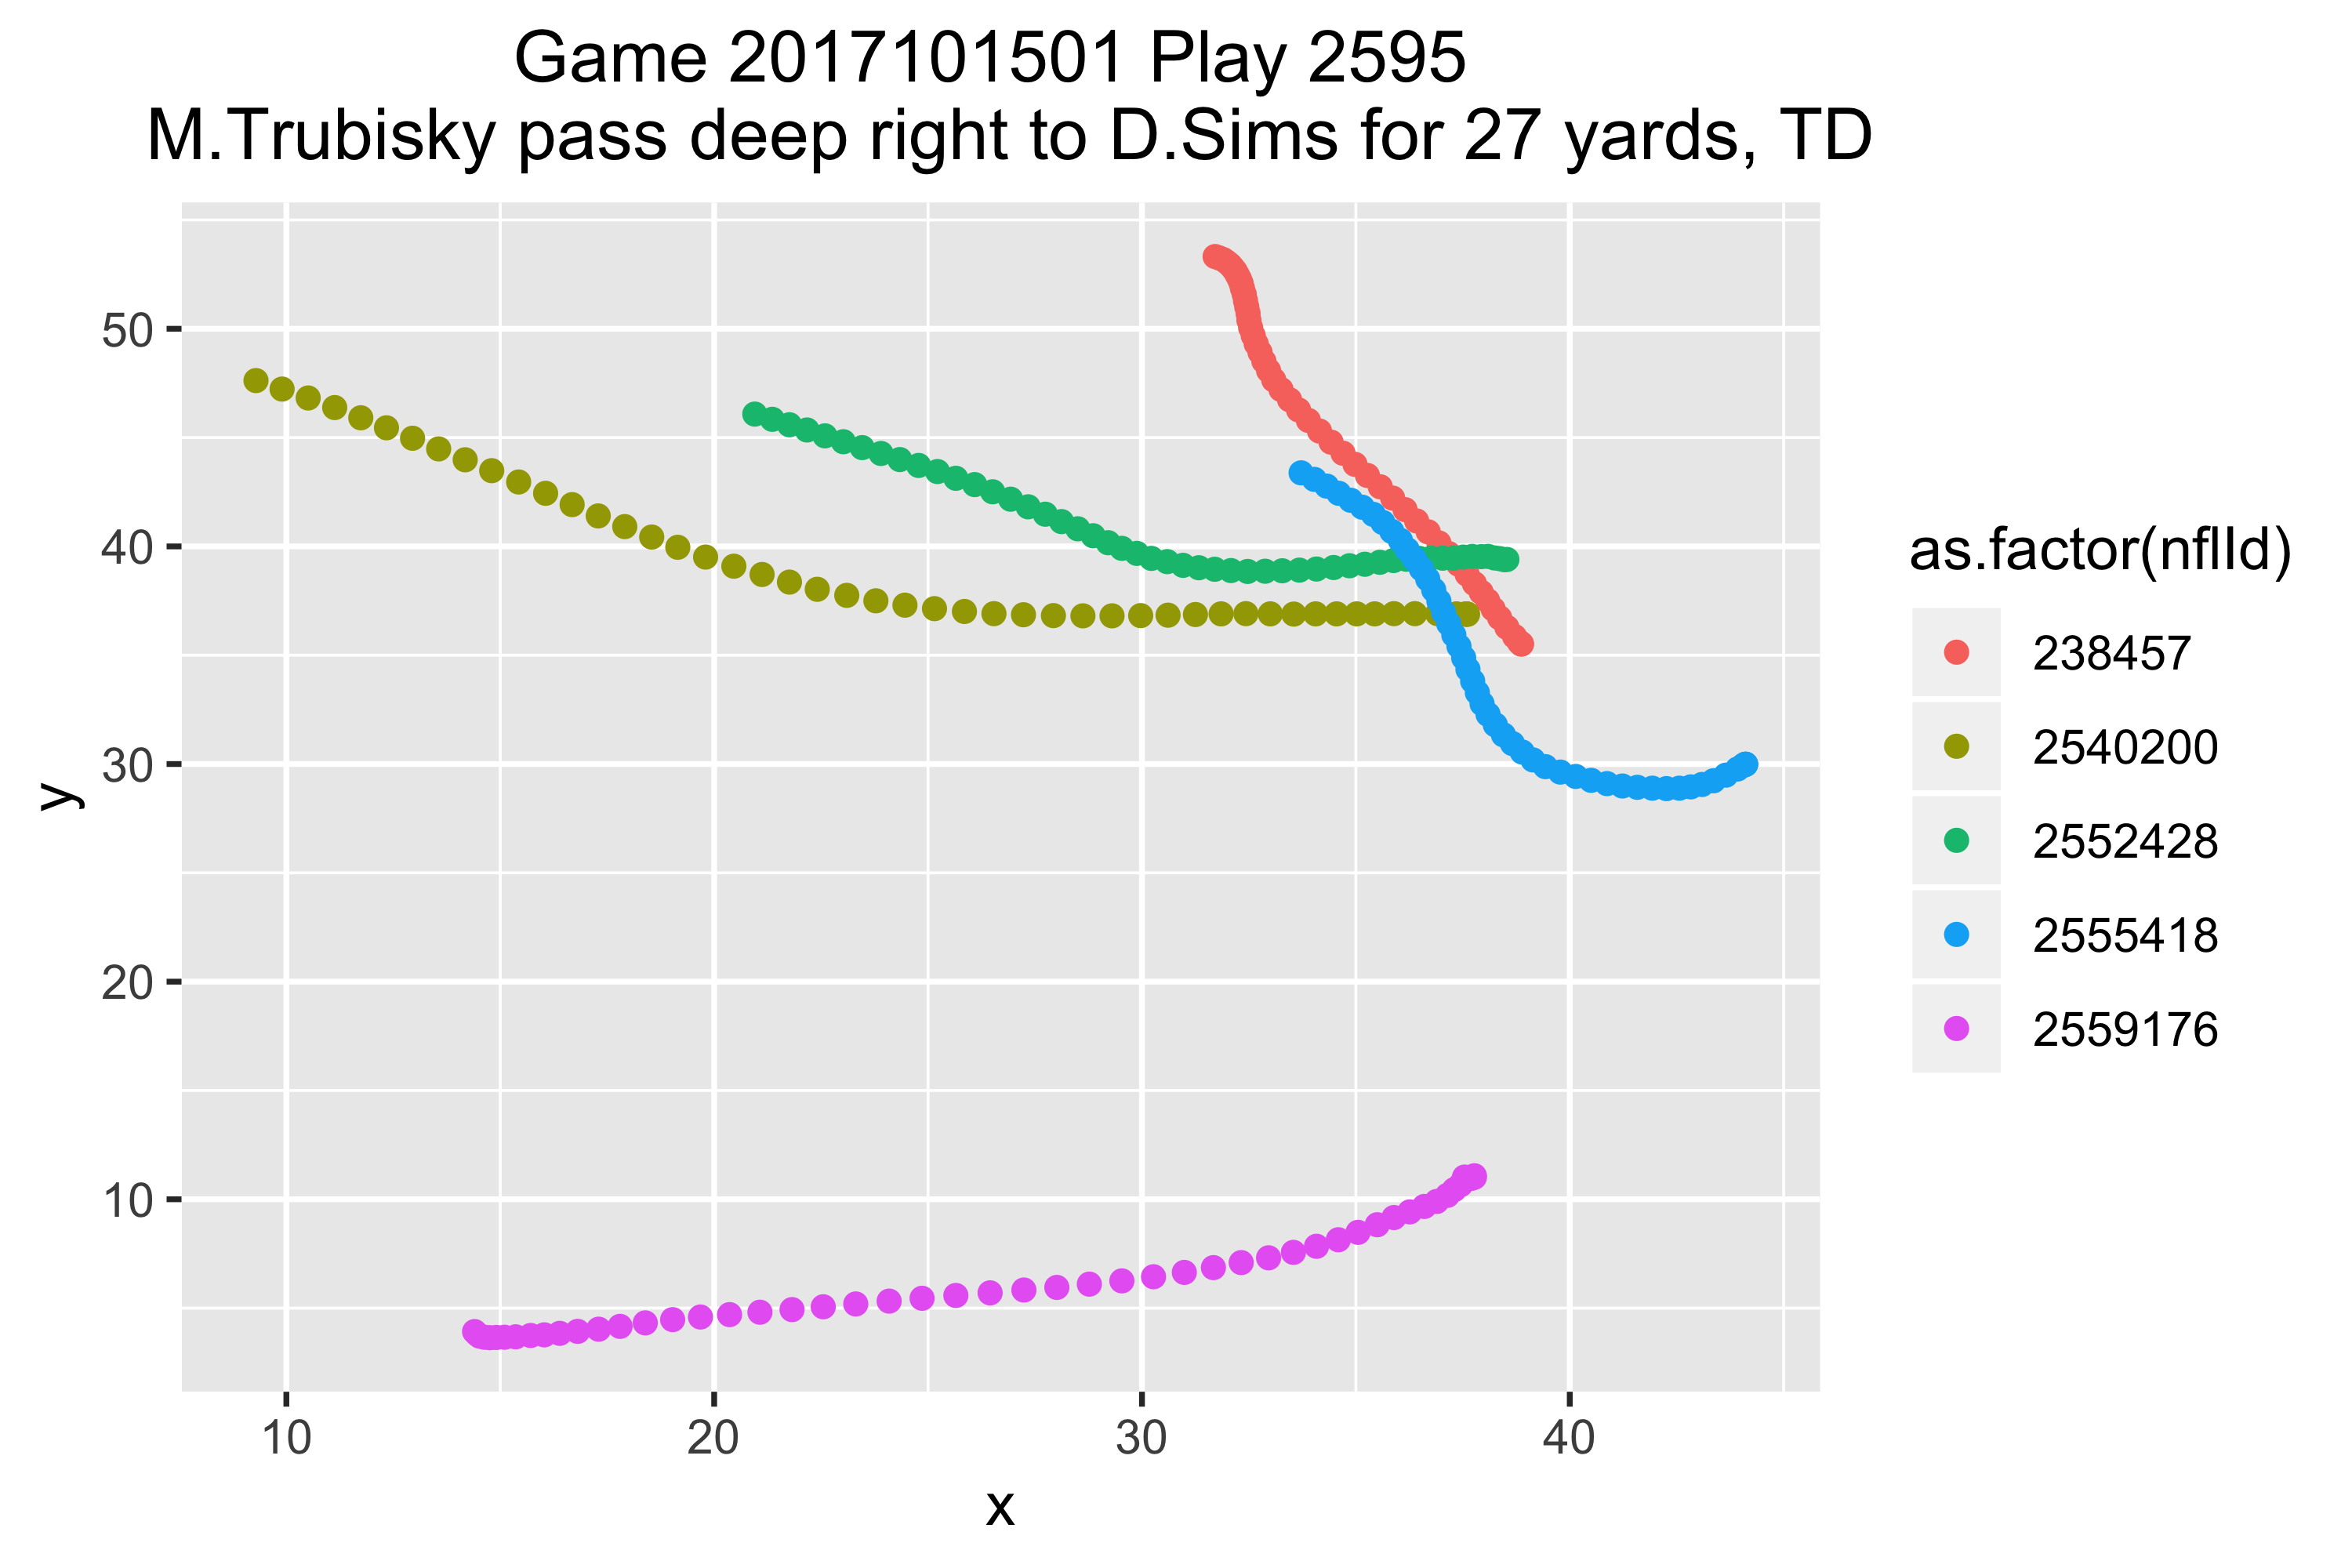 Game 2017101501 Play 2595
M.Trubisky pass deep right to D.Sims for 27 yards, TD
50
40
30
20
10
y
10 20 30 40
x
as.factor(nflId)
238457
2540200
2552428
2555418
2559176